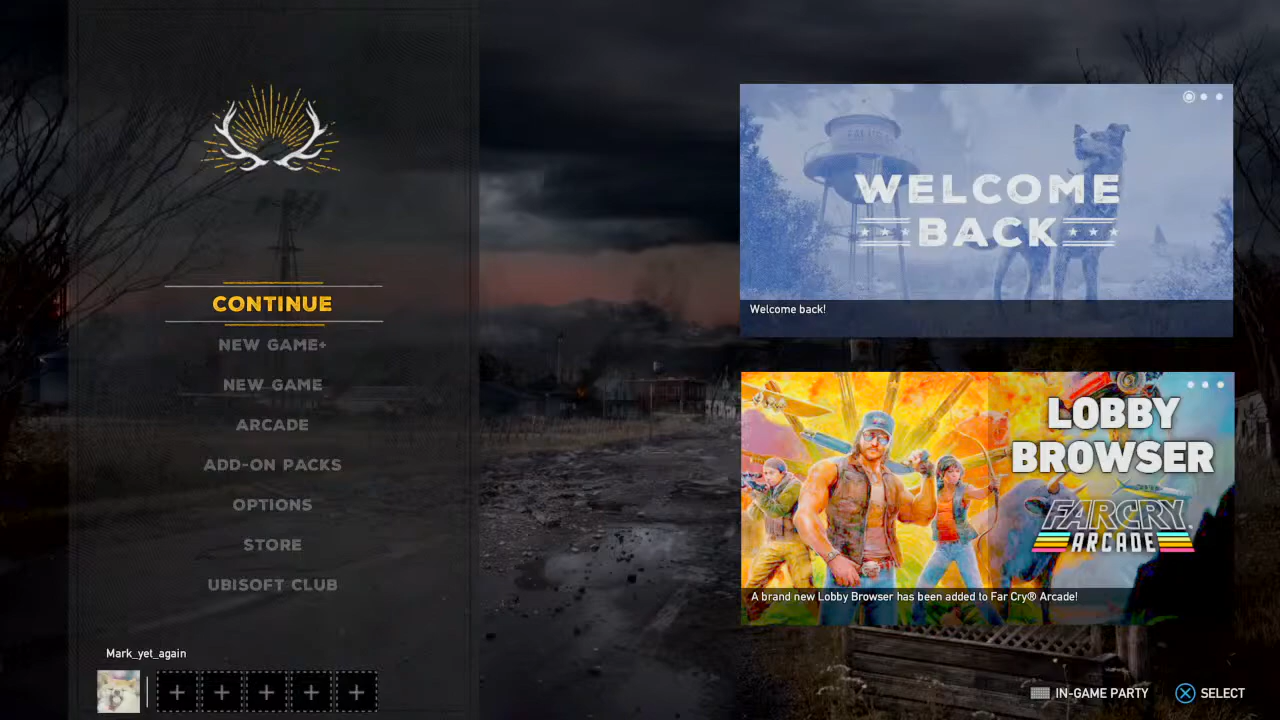 CONTINUE
NEW GAME+
NEW GAME
ARCADE
ADD-ON PACKS
OPTIONS
STORE
UBISOFT CLUB
Mark_yet_again
WELCOME
BACK
Welcome back!
LOBBY
BROWSER
FARCRY
ARCADE
A brand new Lobby Browser has been added to Far Cry® Arcade!
IN-GAME PARTY
SELECT